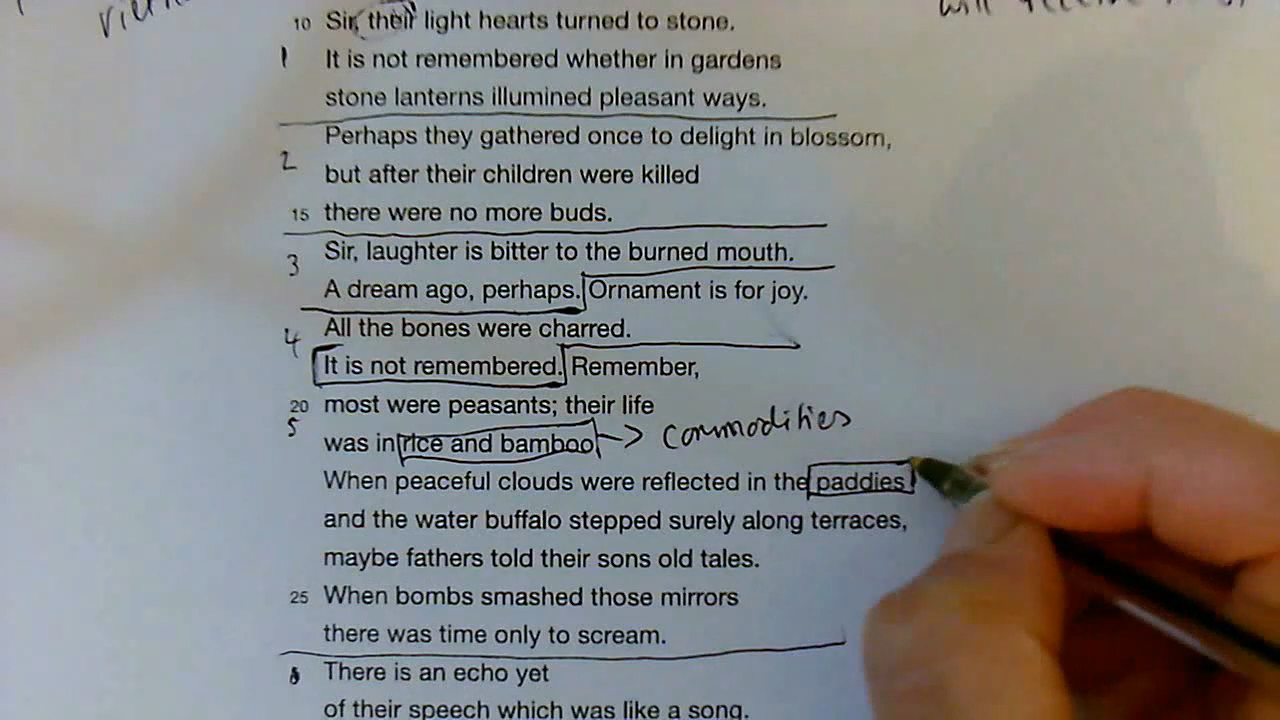 10 Sir, their light hearts turned to stone.
1 It is not remembered whether in gardens
stone lanterns illumined pleasant ways.
Perhaps they gathered once to delight in blossom,
2 but after their children were killed
15 there were no more buds.
3 Sir, laughter is bitter to the burned mouth.
A dream ago, perhaps. Ornament is for joy.
4 All the bones were charred.
It is not remembered. Remember,
20 most were peasants; their life
5 was in rice and bamboo → commodities
When peaceful clouds were reflected in the paddies
and the water buffalo stepped surely along terraces,
maybe fathers told their sons old tales.
25 When bombs smashed those mirrors
there was time only to scream.
There is an echo yet
of their speech which was like a song.